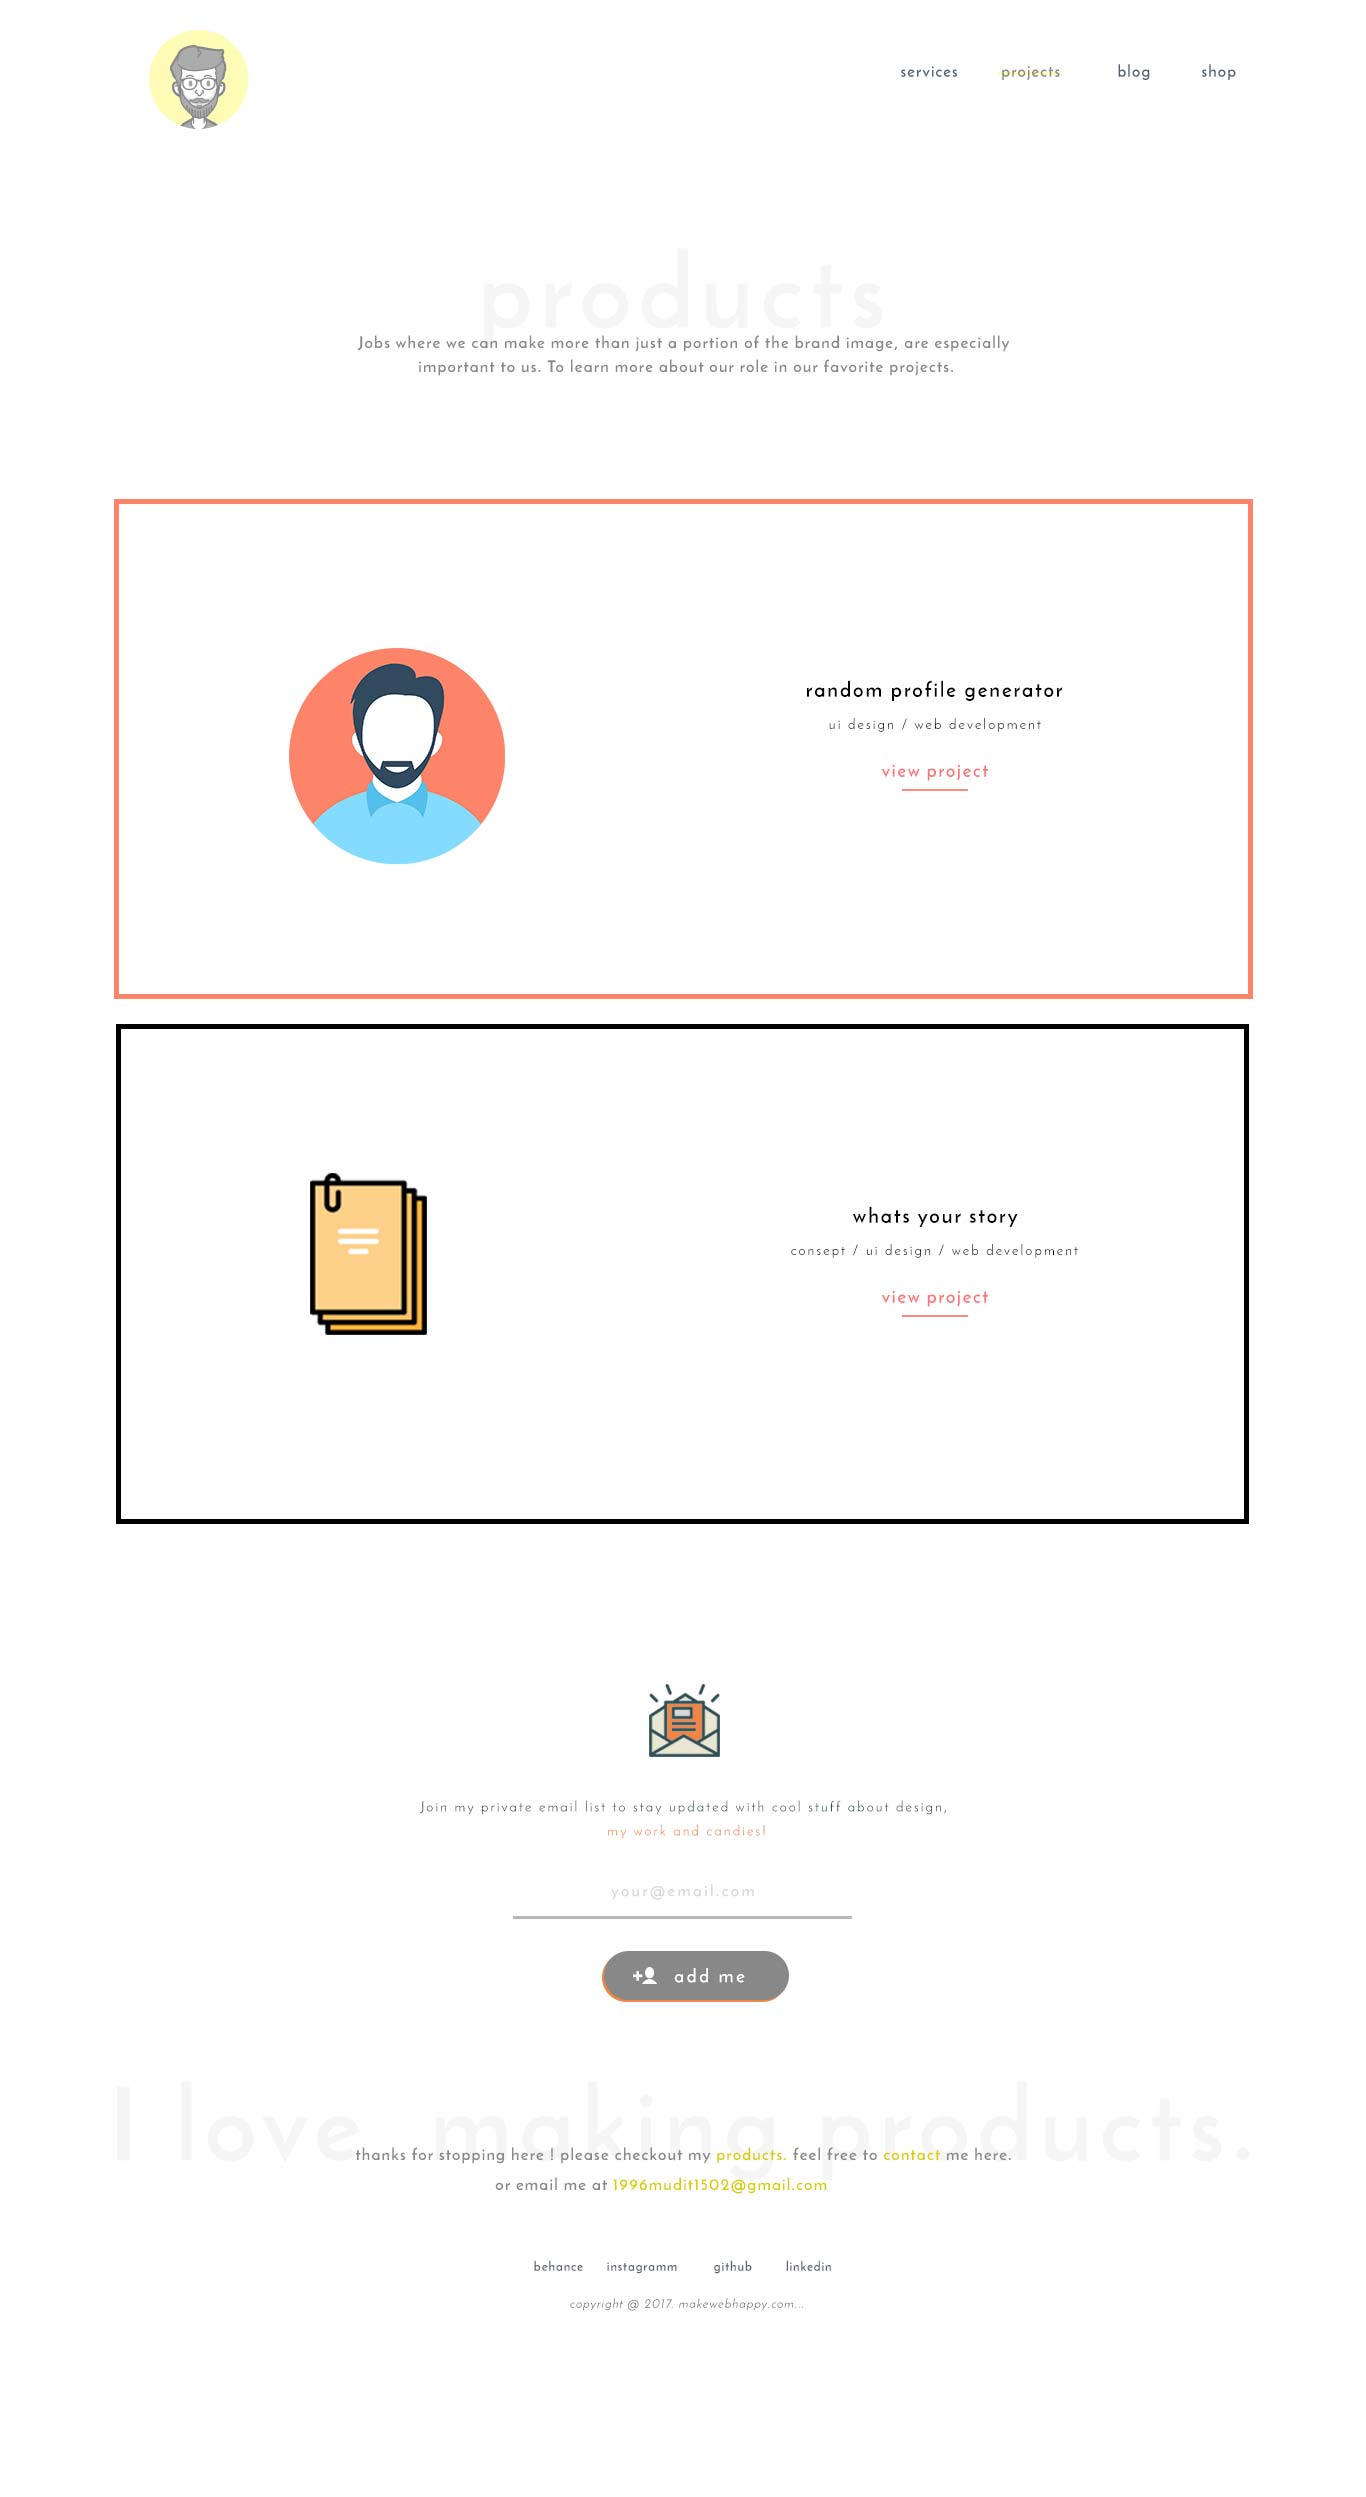 services projects blog shop
products
Jobs where we can make more than just a portion of the brand image, are especially
important to us. To learn more about our role in our favorite projects.
random profile generator
ui design / web development
view project
whats your story
consept / ui design / web development
view project
Join my private email list to stay updated with cool stuff about design,
my work and candies!
your@email.com
add me
I love making products.
thanks for stopping here ! please checkout my products. feel free to contact me here.
or email me at 1996mudit1502@gmail.com
behance instagramm github linkedin
copyright @ 2017. makewebhappy.com...